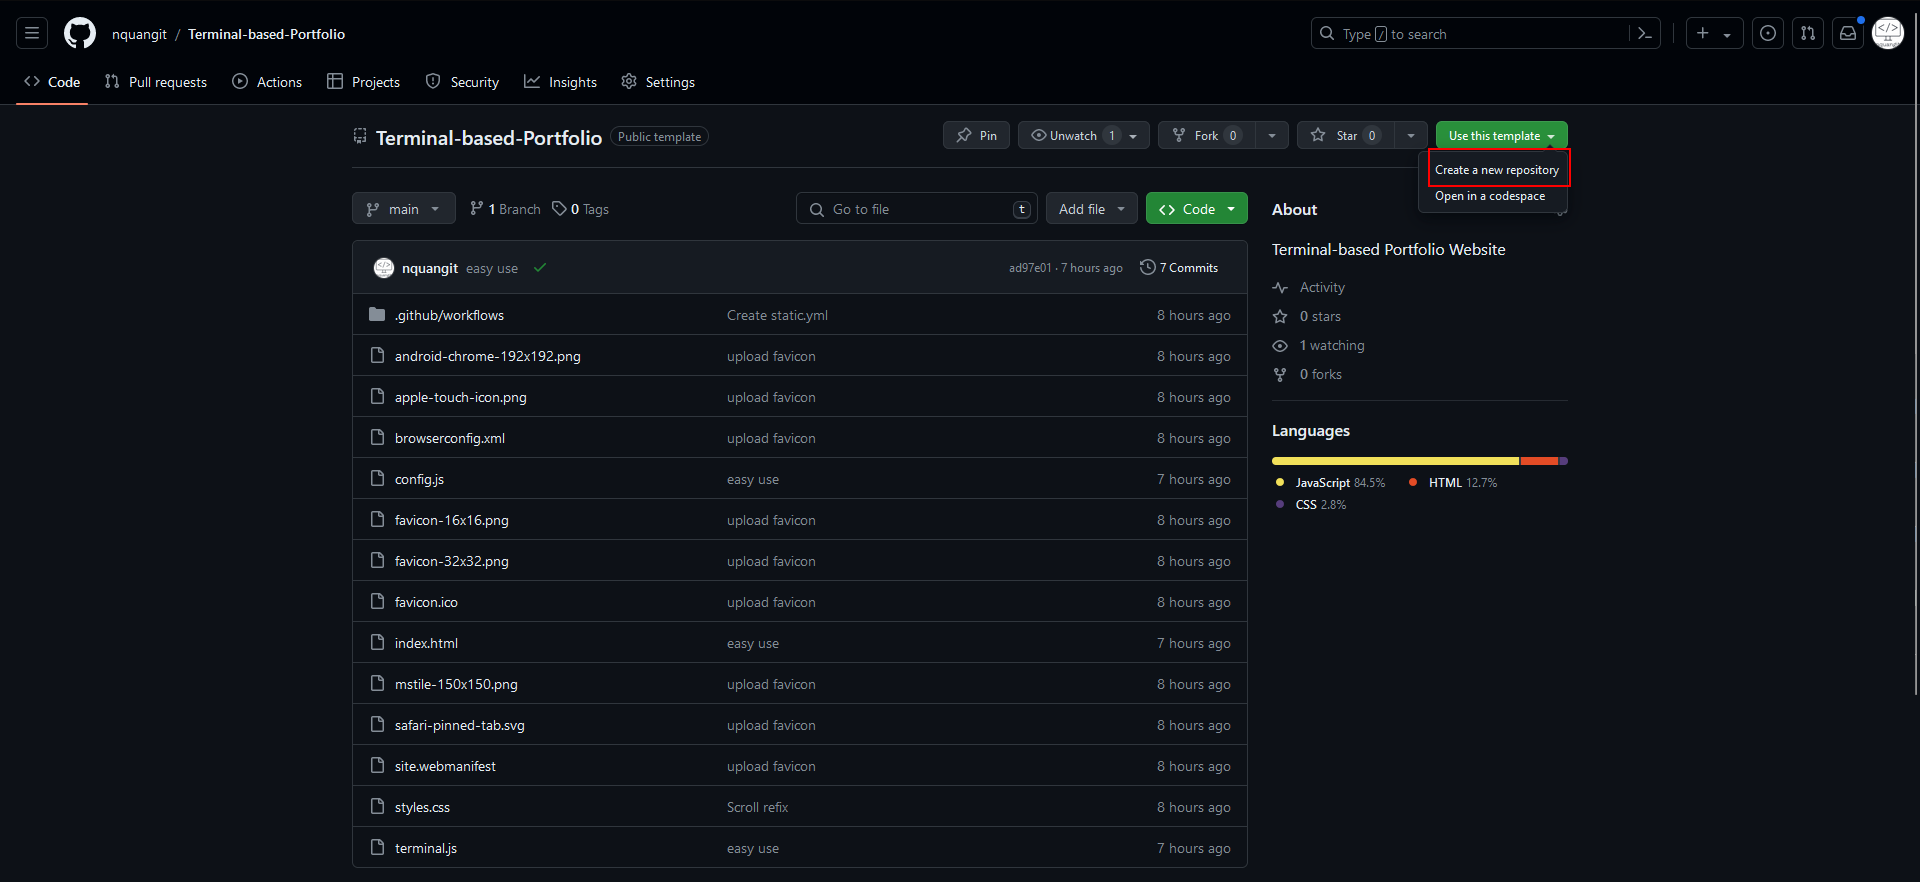 nquangit / Terminal-based-Portfolio
Type / to search
Code Pull requests Actions Projects Security Insights Settings
Terminal-based-Portfolio Public template
Pin Unwatch 1 Fork 0 Star 0 Use this template
Create a new repository
Open in a codespace
main 1 Branch 0 Tags Go to file t Add file Code
nquangit easy use ad97e01 · 7 hours ago 7 Commits
.github/workflows Create static.yml 8 hours ago
android-chrome-192x192.png upload favicon 8 hours ago
apple-touch-icon.png upload favicon 8 hours ago
browserconfig.xml upload favicon 8 hours ago
config.js easy use 7 hours ago
favicon-16x16.png upload favicon 8 hours ago
favicon-32x32.png upload favicon 8 hours ago
favicon.ico upload favicon 8 hours ago
index.html easy use 7 hours ago
mstile-150x150.png upload favicon 8 hours ago
safari-pinned-tab.svg upload favicon 8 hours ago
site.webmanifest upload favicon 8 hours ago
styles.css Scroll refix 8 hours ago
terminal.js easy use 7 hours ago
About
Terminal-based Portfolio Website
Activity
0 stars
1 watching
0 forks
Languages
JavaScript 84.5% HTML 12.7%
CSS 2.8%